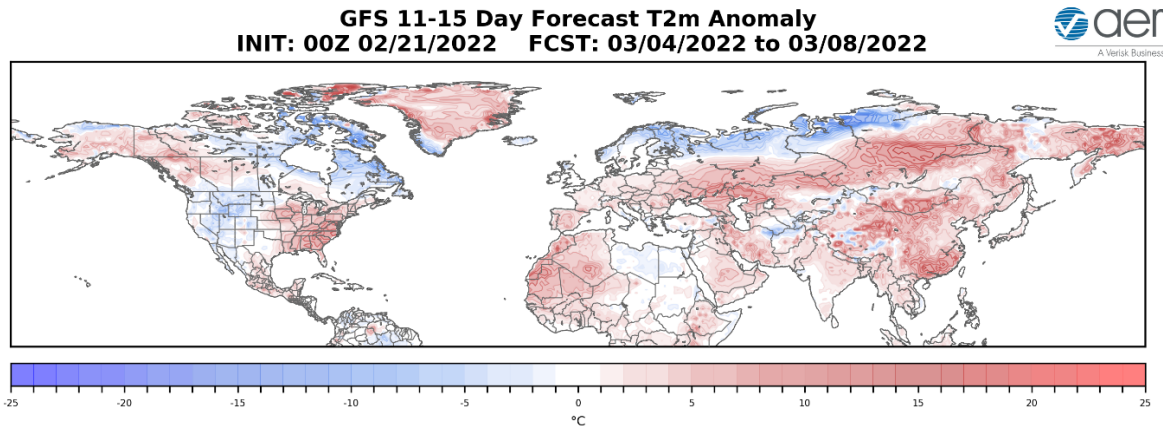 GFS 11-15 Day Forecast T2m Anomaly
INIT: 00Z 02/21/2022 FCST: 03/04/2022 to 03/08/2022
aer
A Verisk Business
-25 -20 -15 -10 -5 0 5 10 15 20 25
°C